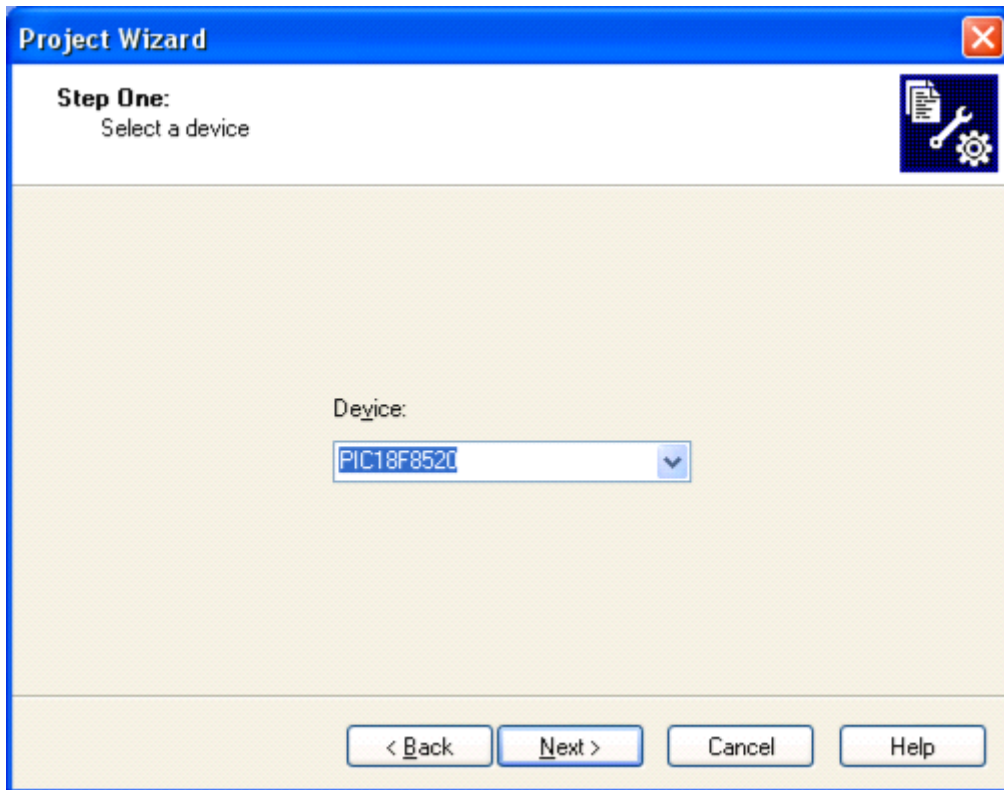 Project Wizard
Step One:
Select a device
Device:
PIC18F8520
< Back
Next >
Cancel
Help